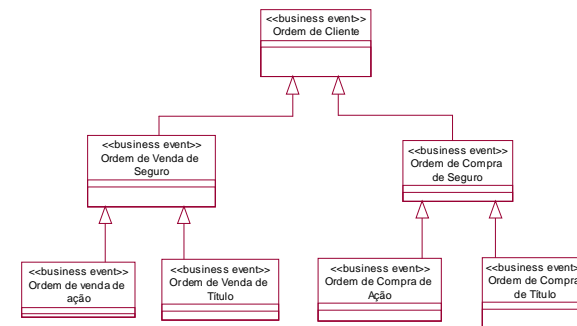 <<business event>>
Ordem de Cliente
<<business event>>
Ordem de Venda de
Seguro
<<business event>>
Ordem de Compra
de Seguro
<<business event>>
Ordem de venda de
ação
<<business event>>
Ordem de Venda de
Título
<<business event>>
Ordem de Compra de
Ação
<<business event>>
Ordem de Compra
de Título